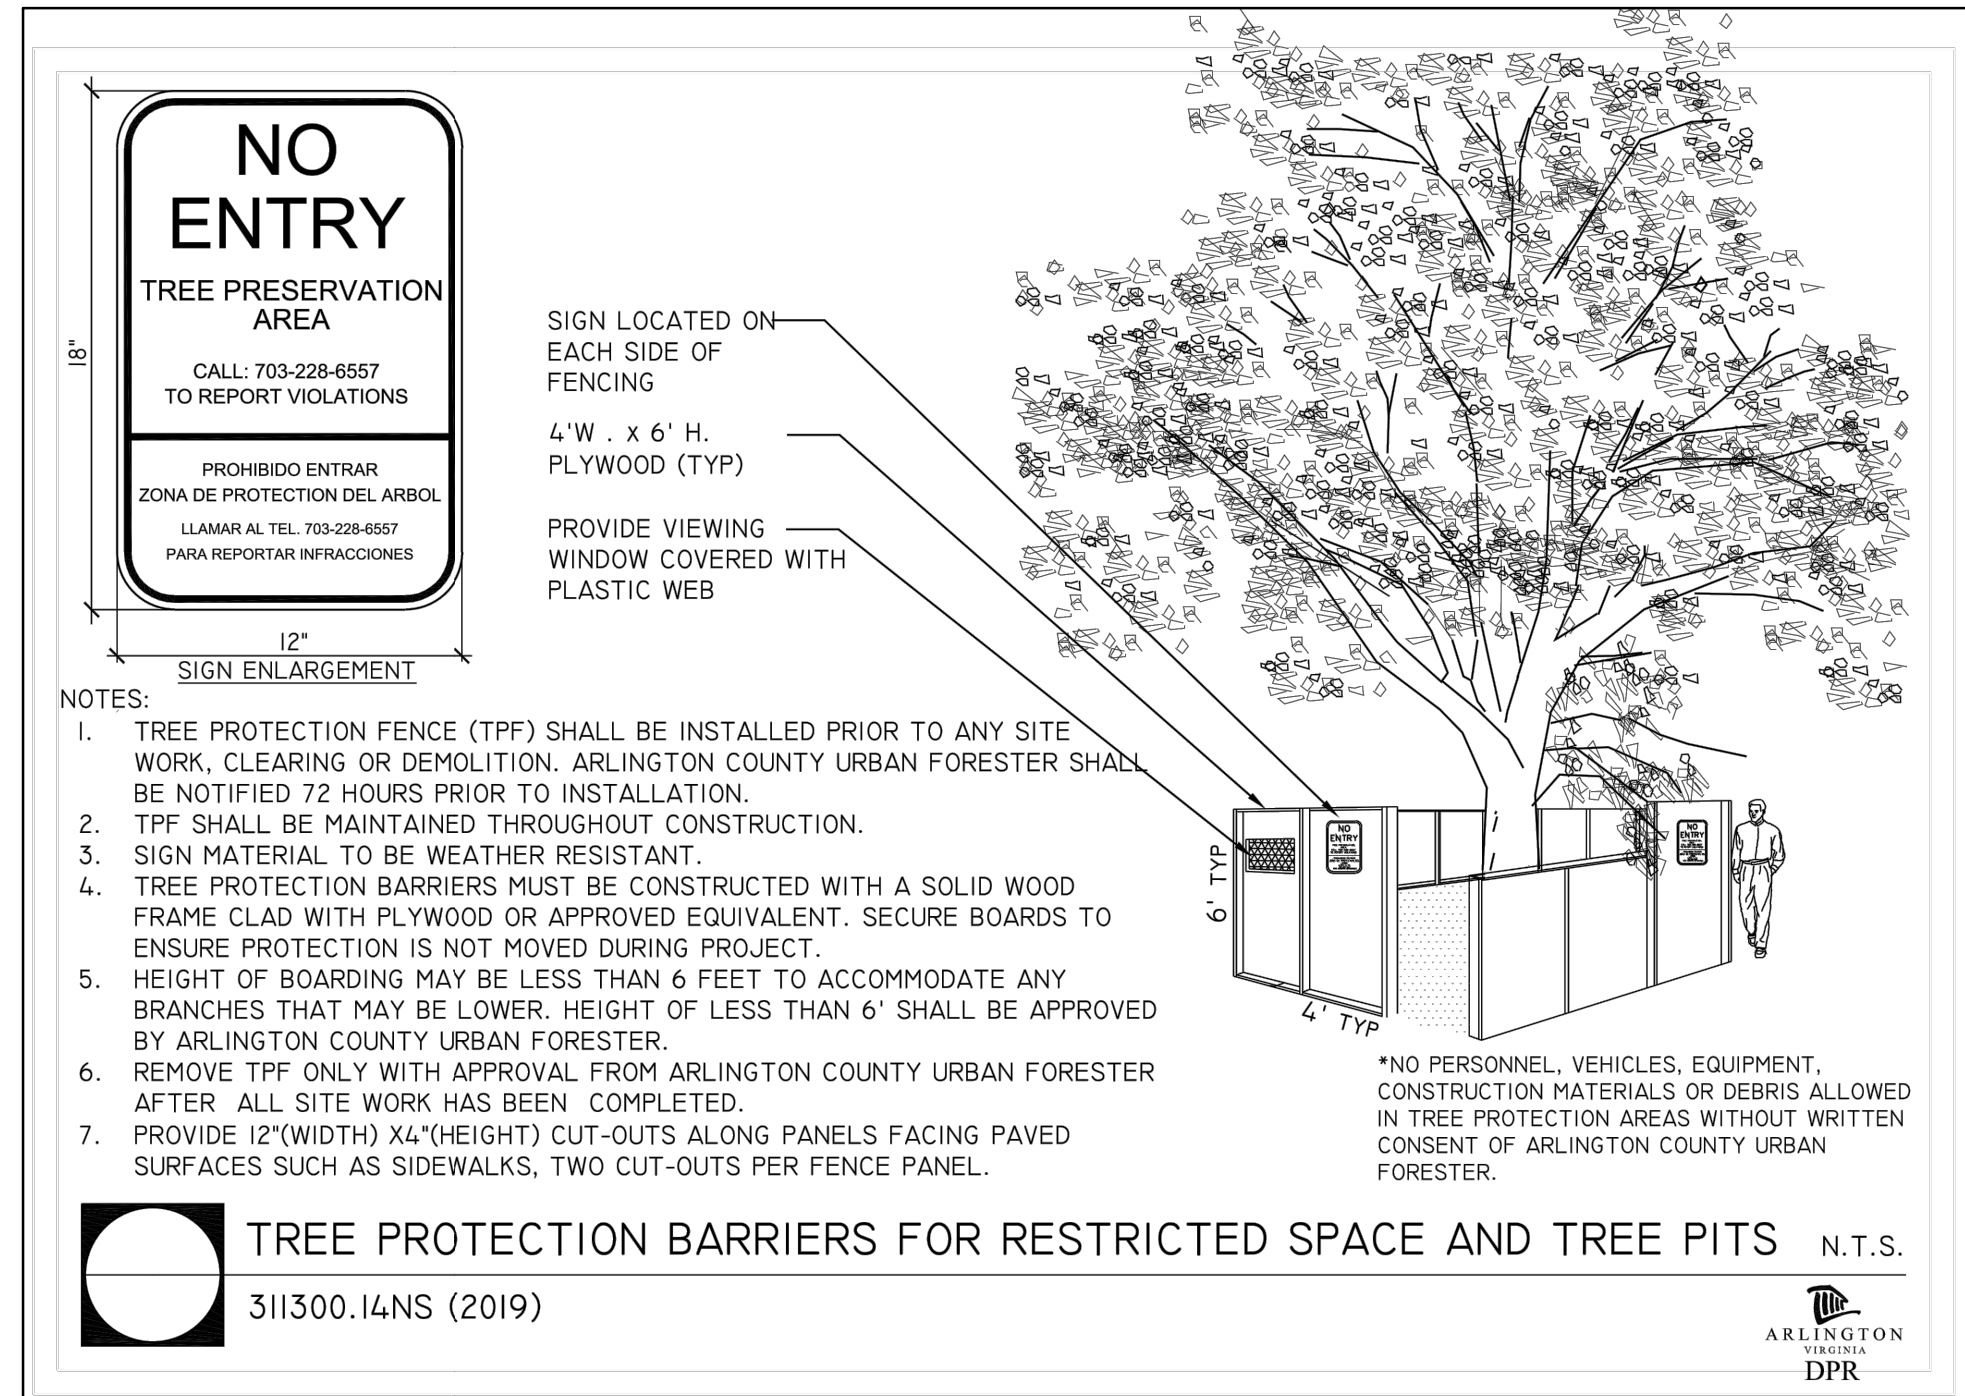 18"
NO
ENTRY
TREE PRESERVATION
AREA
CALL: 703-228-6557
TO REPORT VIOLATIONS
PROHIBIDO ENTRAR
ZONA DE PROTECTION DEL ARBOL
LLAMAR AL TEL. 703-228-6557
PARA REPORTAR INFRACCIONES
12"
SIGN ENLARGEMENT
SIGN LOCATED ON
EACH SIDE OF
FENCING
4'W . X 6' H.
PLYWOOD (TYP)
PROVIDE VIEWING
WINDOW COVERED WITH
PLASTIC WEB
NOTES:
1. TREE PROTECTION FENCE (TPF) SHALL BE INSTALLED PRIOR TO ANY SITE
WORK, CLEARING OR DEMOLITION. ARLINGTON COUNTY URBAN FORESTER SHALL
BE NOTIFIED 72 HOURS PRIOR TO INSTALLATION.
2. TPF SHALL BE MAINTAINED THROUGHOUT CONSTRUCTION.
3. SIGN MATERIAL TO BE WEATHER RESISTANT.
4. TREE PROTECTION BARRIERS MUST BE CONSTRUCTED WITH A SOLID WOOD
FRAME CLAD WITH PLYWOOD OR APPROVED EQUIVALENT. SECURE BOARDS TO
ENSURE PROTECTION IS NOT MOVED DURING PROJECT.
5. HEIGHT OF BOARDING MAY BE LESS THAN 6 FEET TO ACCOMMODATE ANY
BRANCHES THAT MAY BE LOWER. HEIGHT OF LESS THAN 6' SHALL BE APPROVED
BY ARLINGTON COUNTY URBAN FORESTER.
6. REMOVE TPF ONLY WITH APPROVAL FROM ARLINGTON COUNTY URBAN FORESTER
AFTER ALL SITE WORK HAS BEEN COMPLETED.
7. PROVIDE 12"(WIDTH) X4"(HEIGHT) CUT-OUTS ALONG PANELS FACING PAVED
SURFACES SUCH AS SIDEWALKS, TWO CUT-OUTS PER FENCE PANEL.
6' TYP
4' TYP
NO
ENTRY
NO
ENTRY
*NO PERSONNEL, VEHICLES, EQUIPMENT,
CONSTRUCTION MATERIALS OR DEBRIS ALLOWED
IN TREE PROTECTION AREAS WITHOUT WRITTEN
CONSENT OF ARLINGTON COUNTY URBAN
FORESTER.
TREE PROTECTION BARRIERS FOR RESTRICTED SPACE AND TREE PITS
N.T.S.
311300.14NS (2019)
ARLINGTON
VIRGINIA
DPR